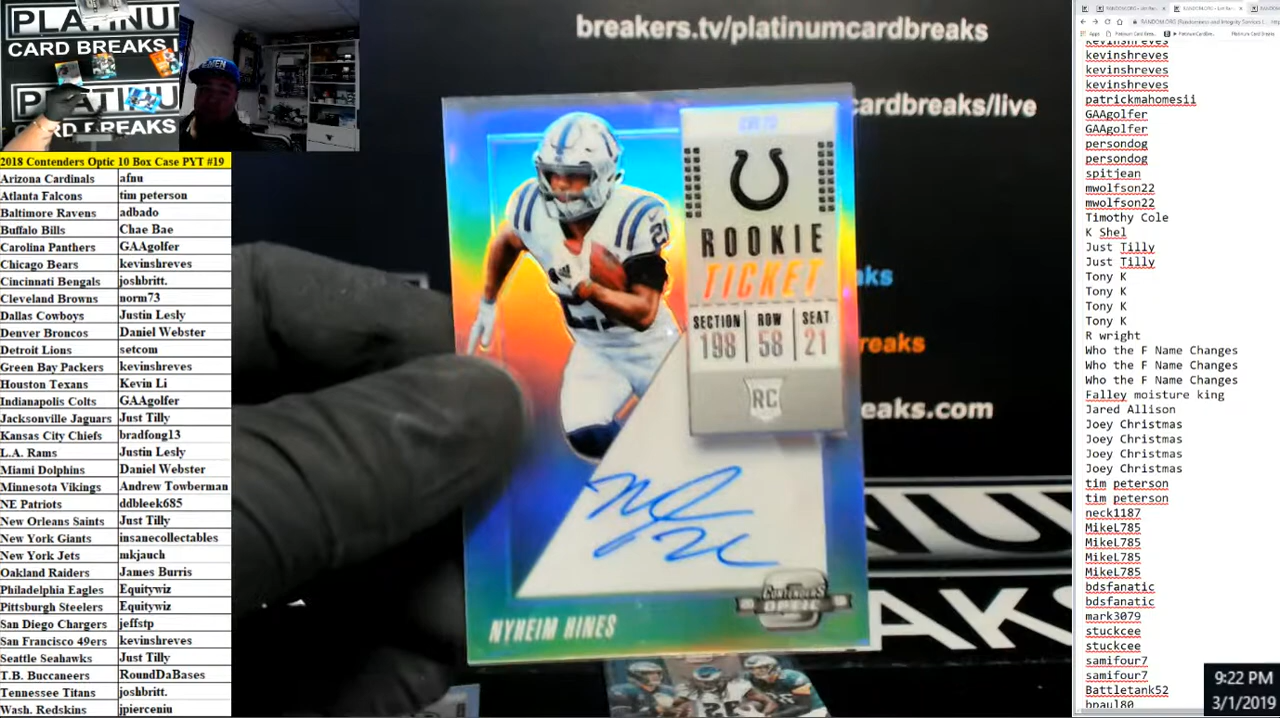 PLATINUM
CARD BREAKS
PLATINUM
CARD BREAKS
breakers.tv/platinumcardbreaks
cardbreaks/live
aks
reaks
eaks.com
ROOKIE
TICKET
SECTION ROW SEAT
198 58 21
RC
CONTENDERS
OPTIC
HINES
2018 Contenders Optic 10 Box Case PYT #19
Arizona Cardinals afnu
Atlanta Falcons tim peterson
Baltimore Ravens adbado
Buffalo Bills Chae Bae
Carolina Panthers GAAgolfer
Chicago Bears kevinshreves
Cincinnati Bengals joshbritt.
Cleveland Browns norm73
Dallas Cowboys Justin Lesly
Denver Broncos Daniel Webster
Detroit Lions setcom
Green Bay Packers kevinshreves
Houston Texans Kevin Li
Indianapolis Colts GAAgolfer
Jacksonville Jaguars Just Tilly
Kansas City Chiefs bradfong13
L.A. Rams Justin Lesly
Miami Dolphins Daniel Webster
Minnesota Vikings Andrew Towberman
NE Patriots ddbleek685
New Orleans Saints Just Tilly
New York Giants insanecollectables
New York Jets mkjauch
Oakland Raiders James Burris
Philadelphia Eagles Equitywiz
Pittsburgh Steelers Equitywiz
San Diego Chargers jeffstp
San Francisco 49ers kevinshreves
Seattle Seahawks Just Tilly
T.B. Buccaneers RoundDaBases
Tennessee Titans joshbritt.
Wash. Redskins jpierceniu
kevinshreves
kevinshreves
kevinshreves
kevinshreves
patrickmahomesii
GAAgolfer
GAAgolfer
persondog
persondog
spitjean
mwolfson22
mwolfson22
Timothy Cole
K Shel
Just Tilly
Just Tilly
Tony K
Tony K
Tony K
Tony K
R wright
Who the F Name Changes
Who the F Name Changes
Who the F Name Changes
Falley moisture king
Jared Allison
Joey Christmas
Joey Christmas
Joey Christmas
Joey Christmas
tim peterson
tim peterson
neck1187
MikeL785
MikeL785
MikeL785
MikeL785
bdsfanatic
bdsfanatic
mark3079
stuckcee
stuckcee
samifour7
samifour7
Battletank52
bpaul80
9:22 PM
3/1/2019